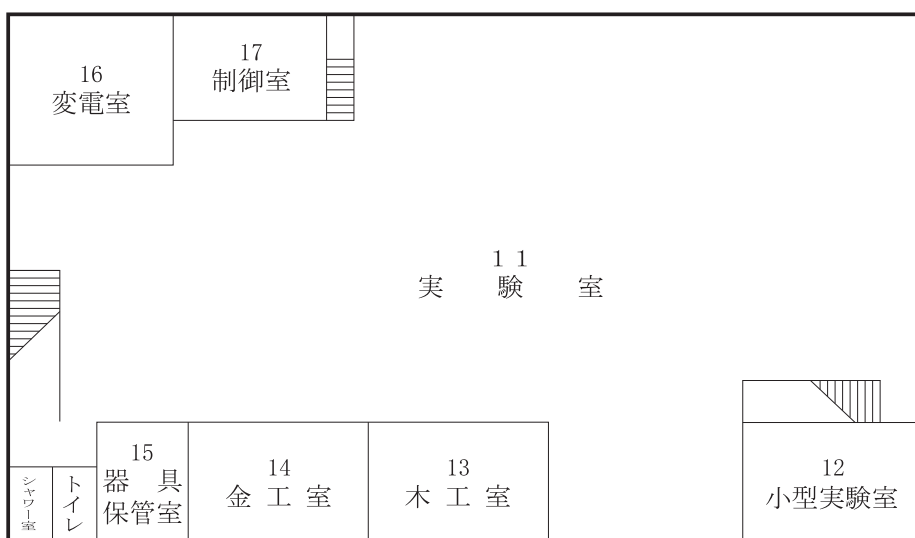 16
変電室
17
制御室
11
実験室
シャワー室
トイレ
15
器具
保管室
14
金工室
13
木工室
12
小型実験室